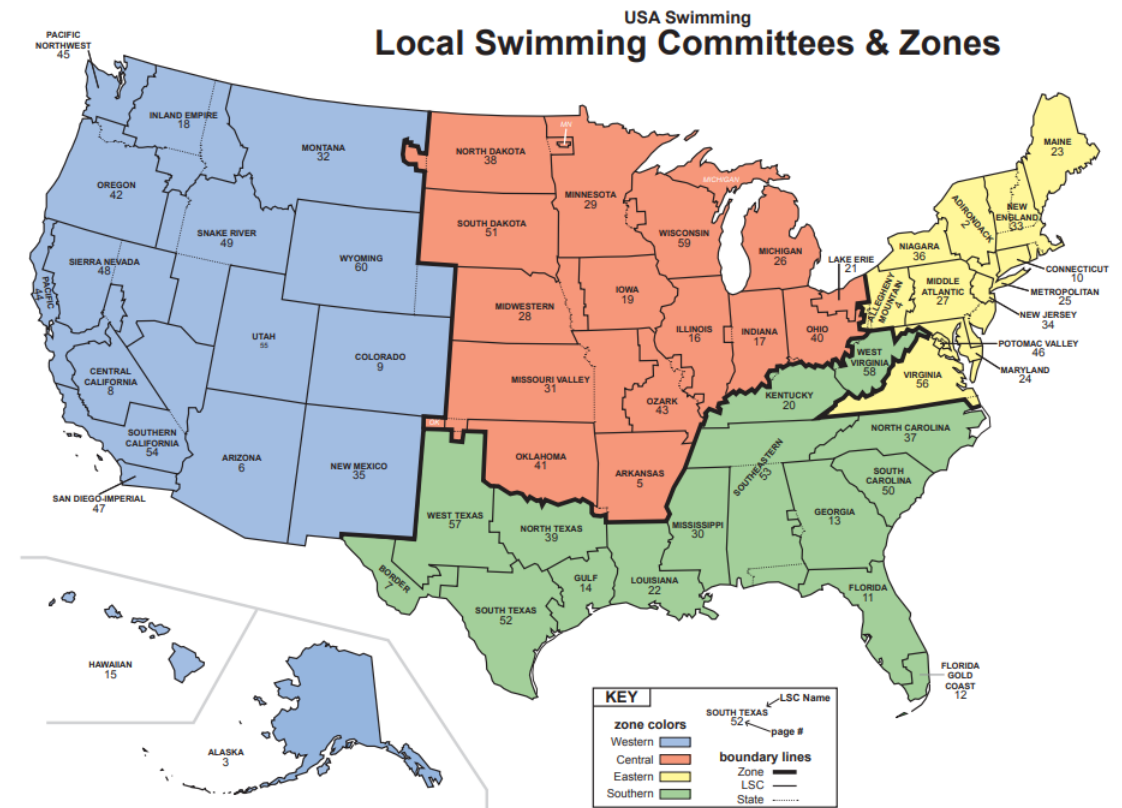 USA Swimming
Local Swimming Committees & Zones
PACIFIC
NORTHWEST
45
INLAND EMPIRE
18
MONTANA
32
OREGON
42
SNAKE RIVER
49
WYOMING
60
SIERRA NEVADA
48
PACIFIC
44
UTAH
55
COLORADO
9
CENTRAL
CALIFORNIA
8
SOUTHERN
CALIFORNIA
54
SAN DIEGO-IMPERIAL
47
ARIZONA
6
NEW MEXICO
35
NORTH DAKOTA
38
MN
MINNESOTA
29
SOUTH DAKOTA
51
WISCONSIN
59
MICHIGAN
MICHIGAN
26
MIDWESTERN
28
IOWA
19
ILLINOIS
16
INDIANA
17
OHIO
40
LAKE ERIE
21
MISSOURI VALLEY
31
OZARK
43
OK
OKLAHOMA
41
ARKANSAS
5
MAINE
23
NEW
ENGLAND
33
ADIRONDACK
2
NIAGARA
36
CONNECTICUT
10
METROPOLITAN
25
MIDDLE
ATLANTIC
27
ALLEGHENY
MOUNTAIN
4
NEW JERSEY
34
POTOMAC VALLEY
46
MARYLAND
24
VIRGINIA
56
WEST
VIRGINIA
58
KENTUCKY
20
NORTH CAROLINA
37
SOUTHEASTERN
53
SOUTH
CAROLINA
50
GEORGIA
13
MISSISSIPPI
30
WEST TEXAS
57
NORTH TEXAS
39
BORDER
7
GULF
14
LOUISIANA
22
SOUTH TEXAS
52
FLORIDA
11
FLORIDA
GOLD
COAST
12
HAWAIIAN
15
ALASKA
3
KEY
LSC Name
SOUTH TEXAS
52
page #
zone colors
Western
Central
Eastern
Southern
boundary lines
Zone
LSC
State